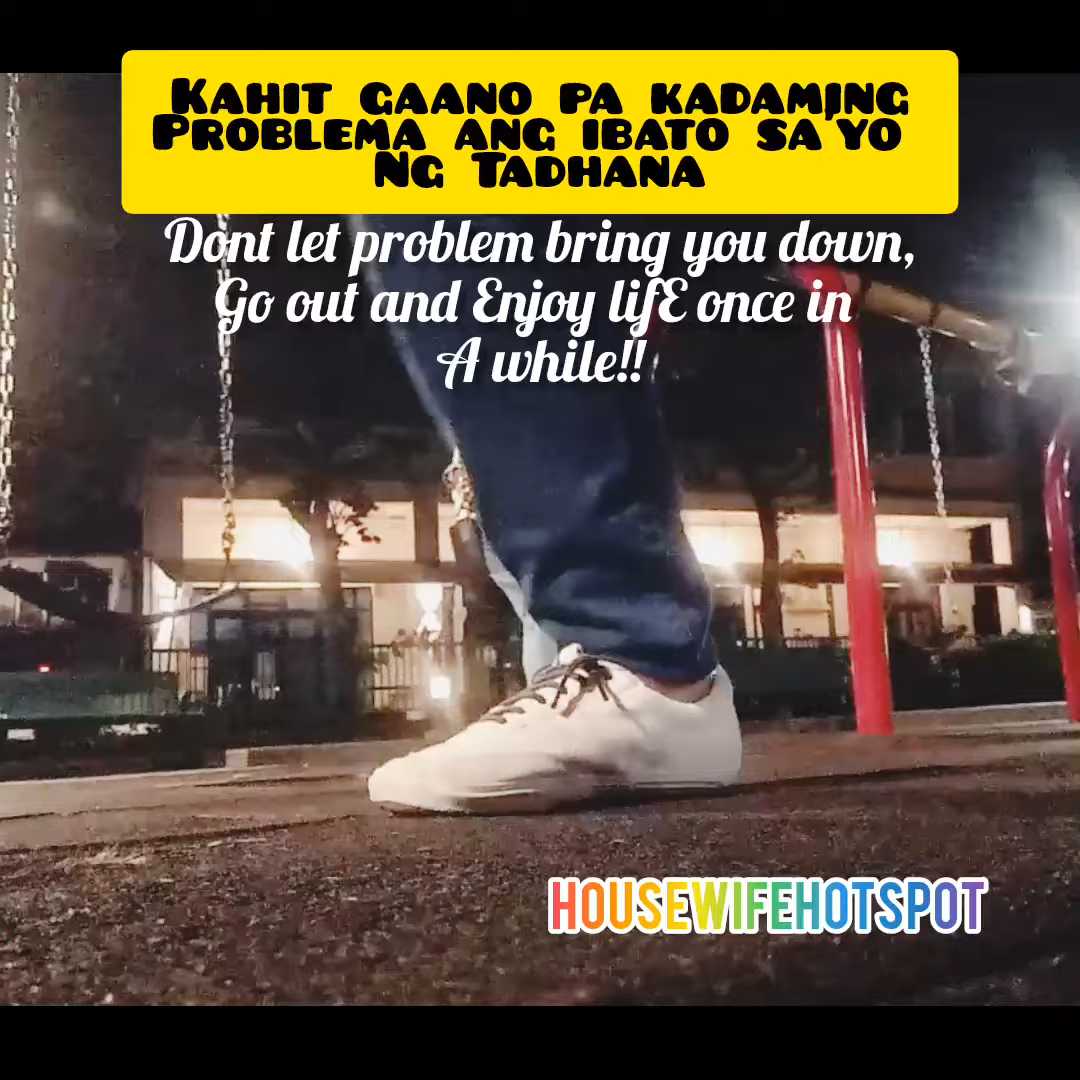 Kahit gaano pa kadaming
Problema ang ibato sa'yo
Ng Tadhana
Dont let problem bring you down,
Go out and Enjoy lifE once in
A while!!
HOUSEWIFEHOTSPOT